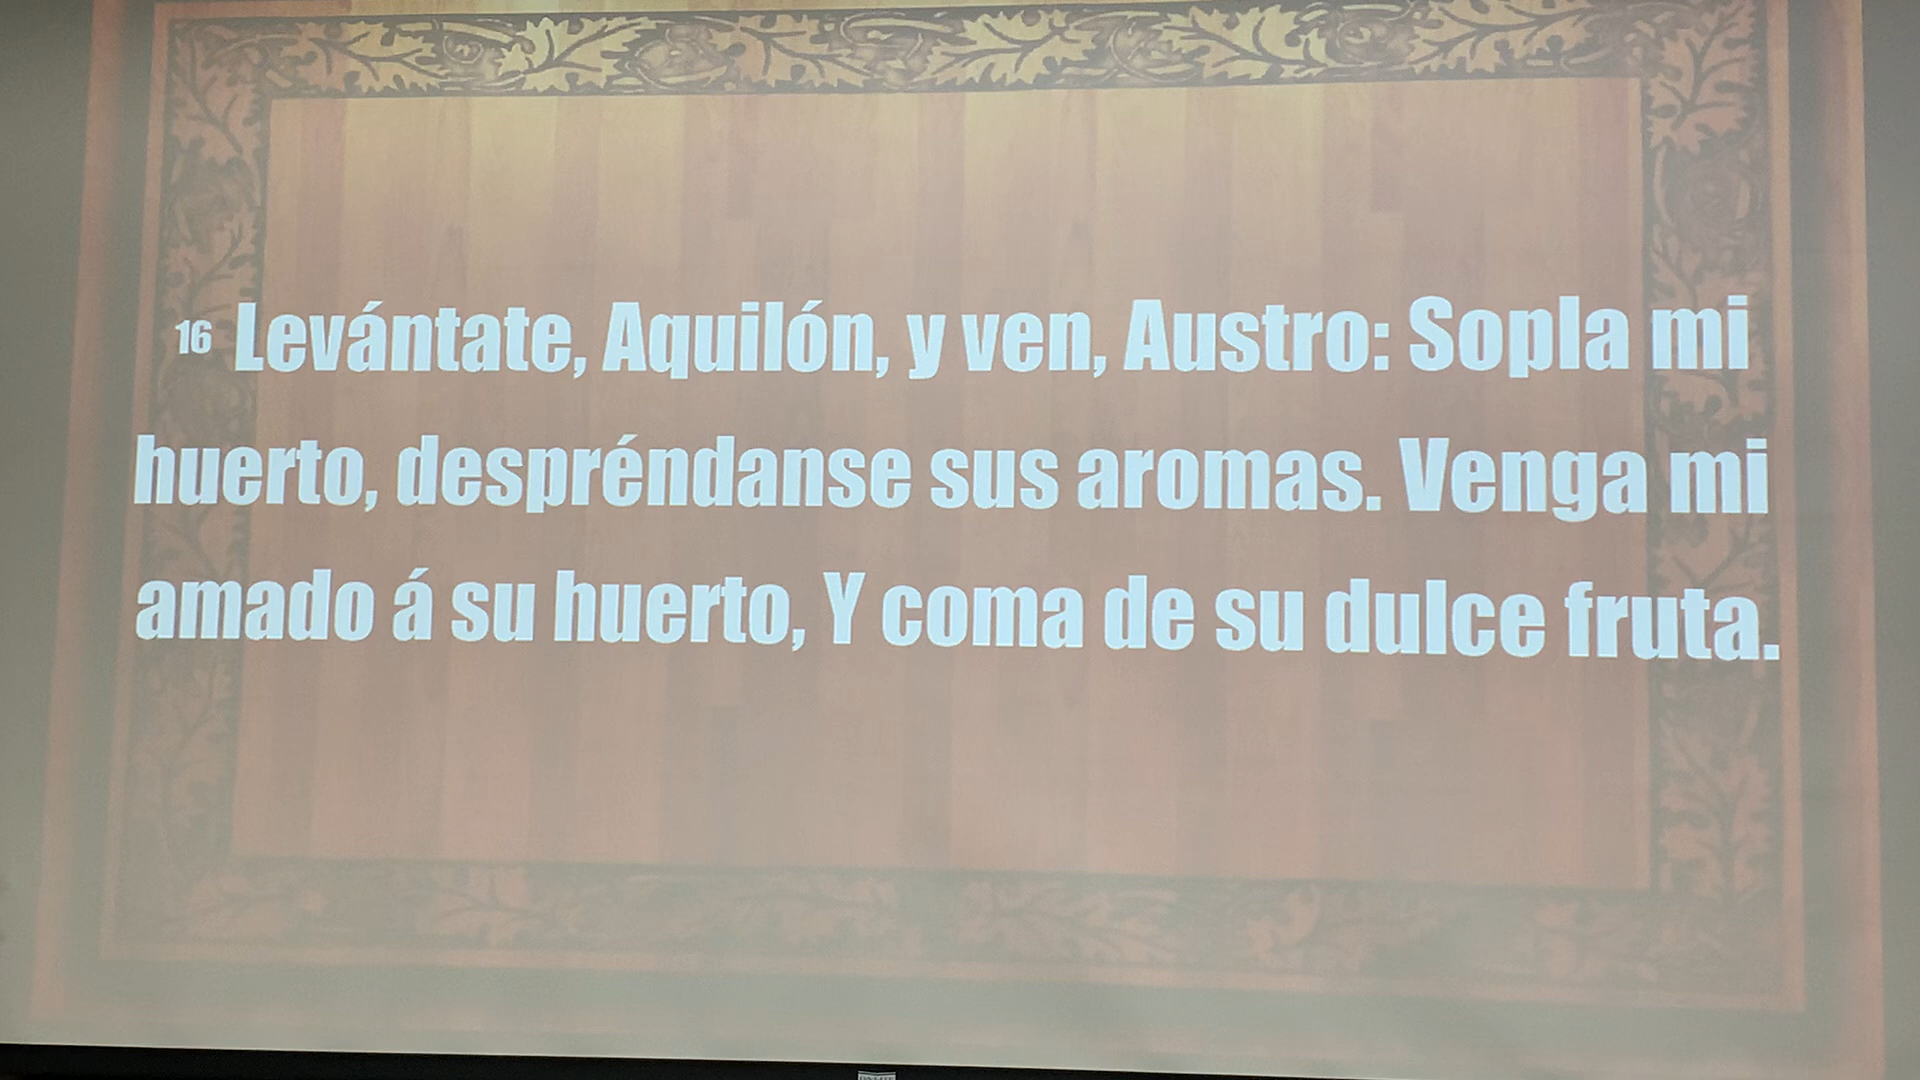 16 Levántate, Aquilón, y ven, Austro: Sopla mi
huerto, despréndanse sus aromas. Venga mi
amado á su huerto, Y coma de su dulce fruta.